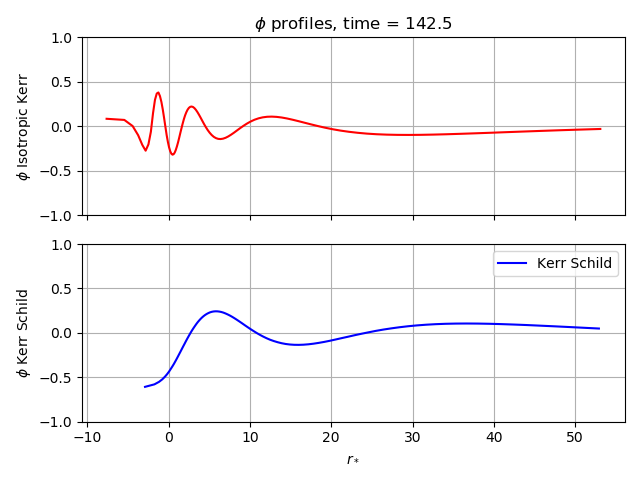 ϕ profiles, time = 142.5
1.0
0.5
0.0
−0.5
−1.0
ϕ Isotropic Kerr
1.0
0.5
0.0
−0.5
−1.0
ϕ Kerr Schild
Kerr Schild
−10 0 10 20 30 40 50
r*